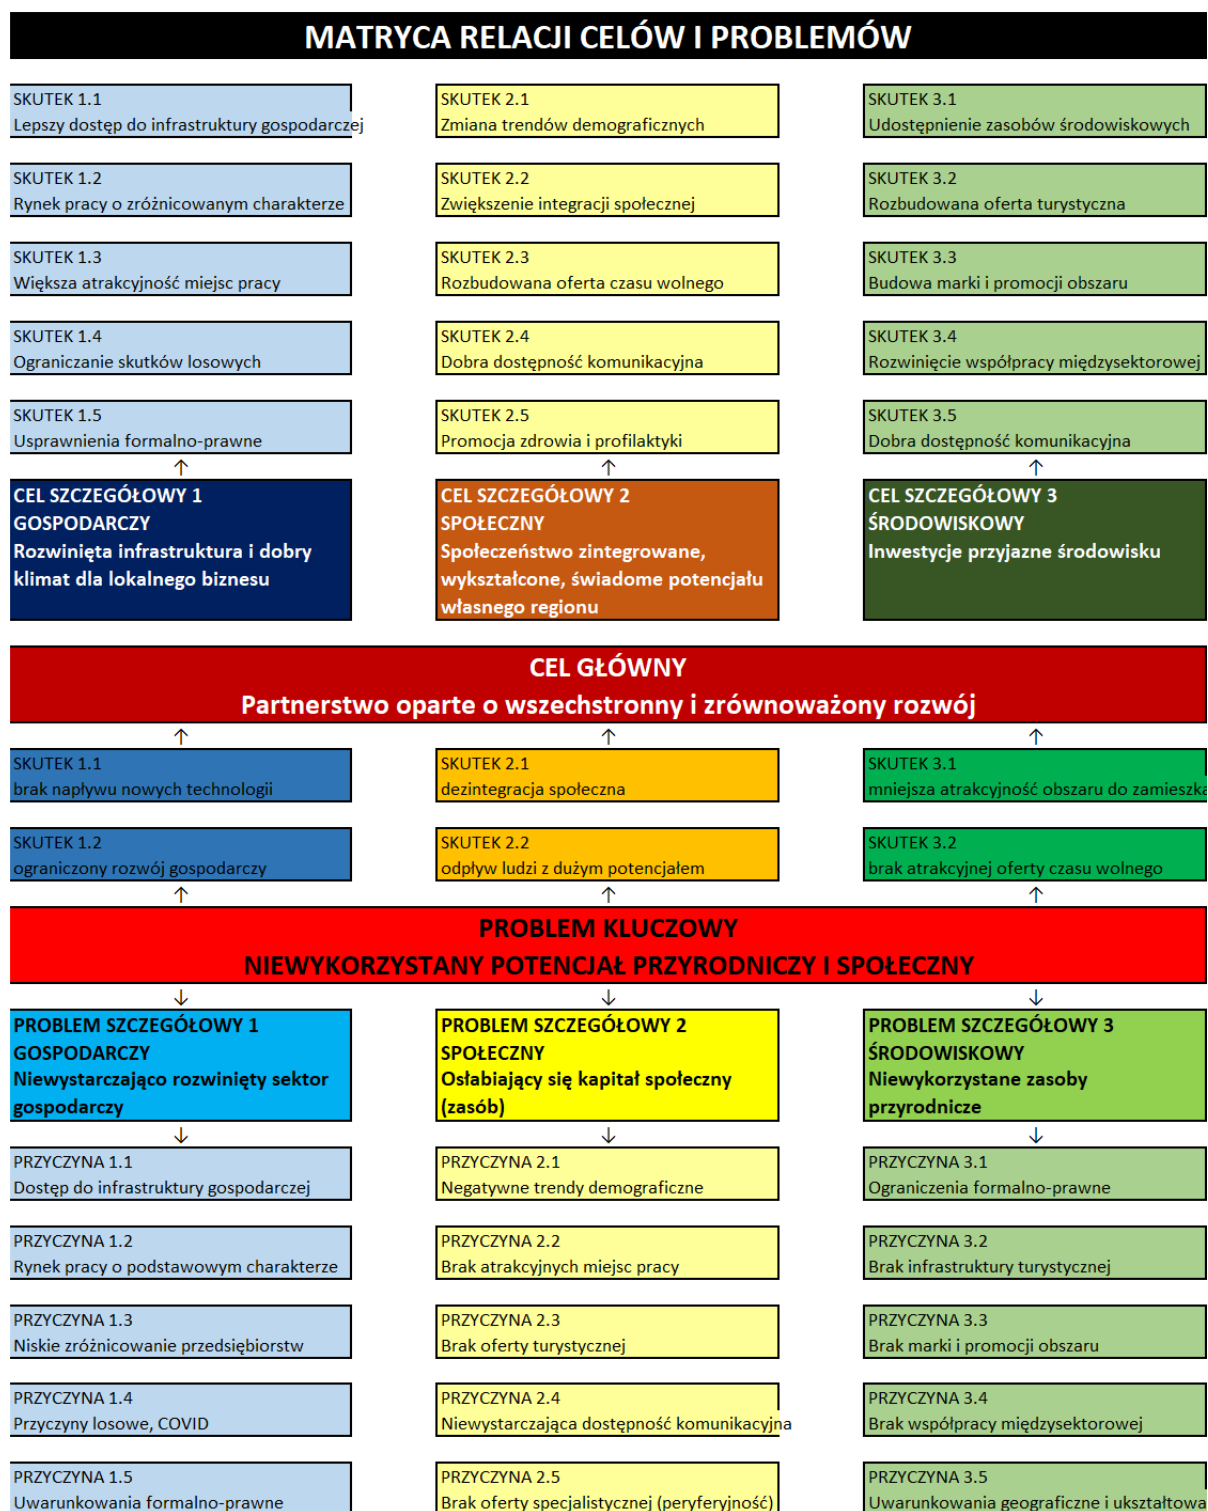 MATRYCA RELACJI CELÓW I PROBLEMÓW
SKUTEK 1.1
Lepszy dostęp do infrastruktury gospodarczej
SKUTEK 2.1
Zmiana trendów demograficznych
SKUTEK 3.1
Udostępnienie zasobów środowiskowych
SKUTEK 1.2
Rynek pracy o zróżnicowanym charakterze
SKUTEK 2.2
Zwiększenie integracji społecznej
SKUTEK 3.2
Rozbudowana oferta turystyczna
SKUTEK 1.3
Większa atrakcyjność miejsc pracy
SKUTEK 2.3
Rozbudowana oferta czasu wolnego
SKUTEK 3.3
Budowa marki i promocji obszaru
SKUTEK 1.4
Ograniczanie skutków losowych
SKUTEK 2.4
Dobra dostępność komunikacyjna
SKUTEK 3.4
Rozwinięcie współpracy międzysektorowej
SKUTEK 1.5
Usprawnienia formalno-prawne
SKUTEK 2.5
Promocja zdrowia i profilaktyki
SKUTEK 3.5
Dobra dostępność komunikacyjna
↑
↑
↑
CEL SZCZEGÓŁOWY 1
GOSPODARCZY
Rozwinięta infrastruktura i dobry
klimat dla lokalnego biznesu
CEL SZCZEGÓŁOWY 2
SPOŁECZNY
Społeczeństwo zintegrowane,
wykształcone, świadome potencjału
własnego regionu
CEL SZCZEGÓŁOWY 3
ŚRODOWISKOWY
Inwestycje przyjazne środowisku
CEL GŁÓWNY
Partnerstwo oparte o wszechstronny i zrównoważony rozwój
↑
↑
↑
SKUTEK 1.1
brak napływu nowych technologii
SKUTEK 2.1
dezintegracja społeczna
SKUTEK 3.1
mniejsza atrakcyjność obszaru do zamieszka
SKUTEK 1.2
ograniczony rozwój gospodarczy
SKUTEK 2.2
odpływ ludzi z dużym potencjałem
SKUTEK 3.2
brak atrakcyjnej oferty czasu wolnego
↑
↑
↑
PROBLEM KLUCZOWY
NIEWYKORZYSTANY POTENCJAŁ PRZYRODNICZY I SPOŁECZNY
↓
↓
↓
PROBLEM SZCZEGÓŁOWY 1
GOSPODARCZY
Niewystarczająco rozwinięty sektor
gospodarczy
PROBLEM SZCZEGÓŁOWY 2
SPOŁECZNY
Osłabiający się kapitał społeczny
(zasób)
PROBLEM SZCZEGÓŁOWY 3
ŚRODOWISKOWY
Niewykorzystane zasoby
przyrodnicze
↓
↓
↓
PRZYCZYNA 1.1
Dostęp do infrastruktury gospodarczej
PRZYCZYNA 2.1
Negatywne trendy demograficzne
PRZYCZYNA 3.1
Ograniczenia formalno-prawne
PRZYCZYNA 1.2
Rynek pracy o podstawowym charakterze
PRZYCZYNA 2.2
Brak atrakcyjnych miejsc pracy
PRZYCZYNA 3.2
Brak infrastruktury turystycznej
PRZYCZYNA 1.3
Niskie zróżnicowanie przedsiębiorstw
PRZYCZYNA 2.3
Brak oferty turystycznej
PRZYCZYNA 3.3
Brak marki i promocji obszaru
PRZYCZYNA 1.4
Przyczyny losowe, COVID
PRZYCZYNA 2.4
Niewystarczająca dostępność komunikacyjna
PRZYCZYNA 3.4
Brak współpracy międzysektorowej
PRZYCZYNA 1.5
Uwarunkowania formalno-prawne
PRZYCZYNA 2.5
Brak oferty specjalistycznej (peryferyjność)
PRZYCZYNA 3.5
Uwarunkowania geograficzne i ukształtowa